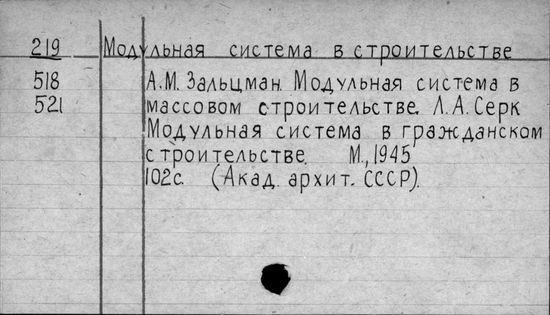 219 Модульная система в строительстве
518 А.М. Зальцман. Модульная система в
521 массовом строительстве. Л.А. Серк
Модульная система в гражданском
строительстве. М., 1945
102с. (Акад. архит. СССР).